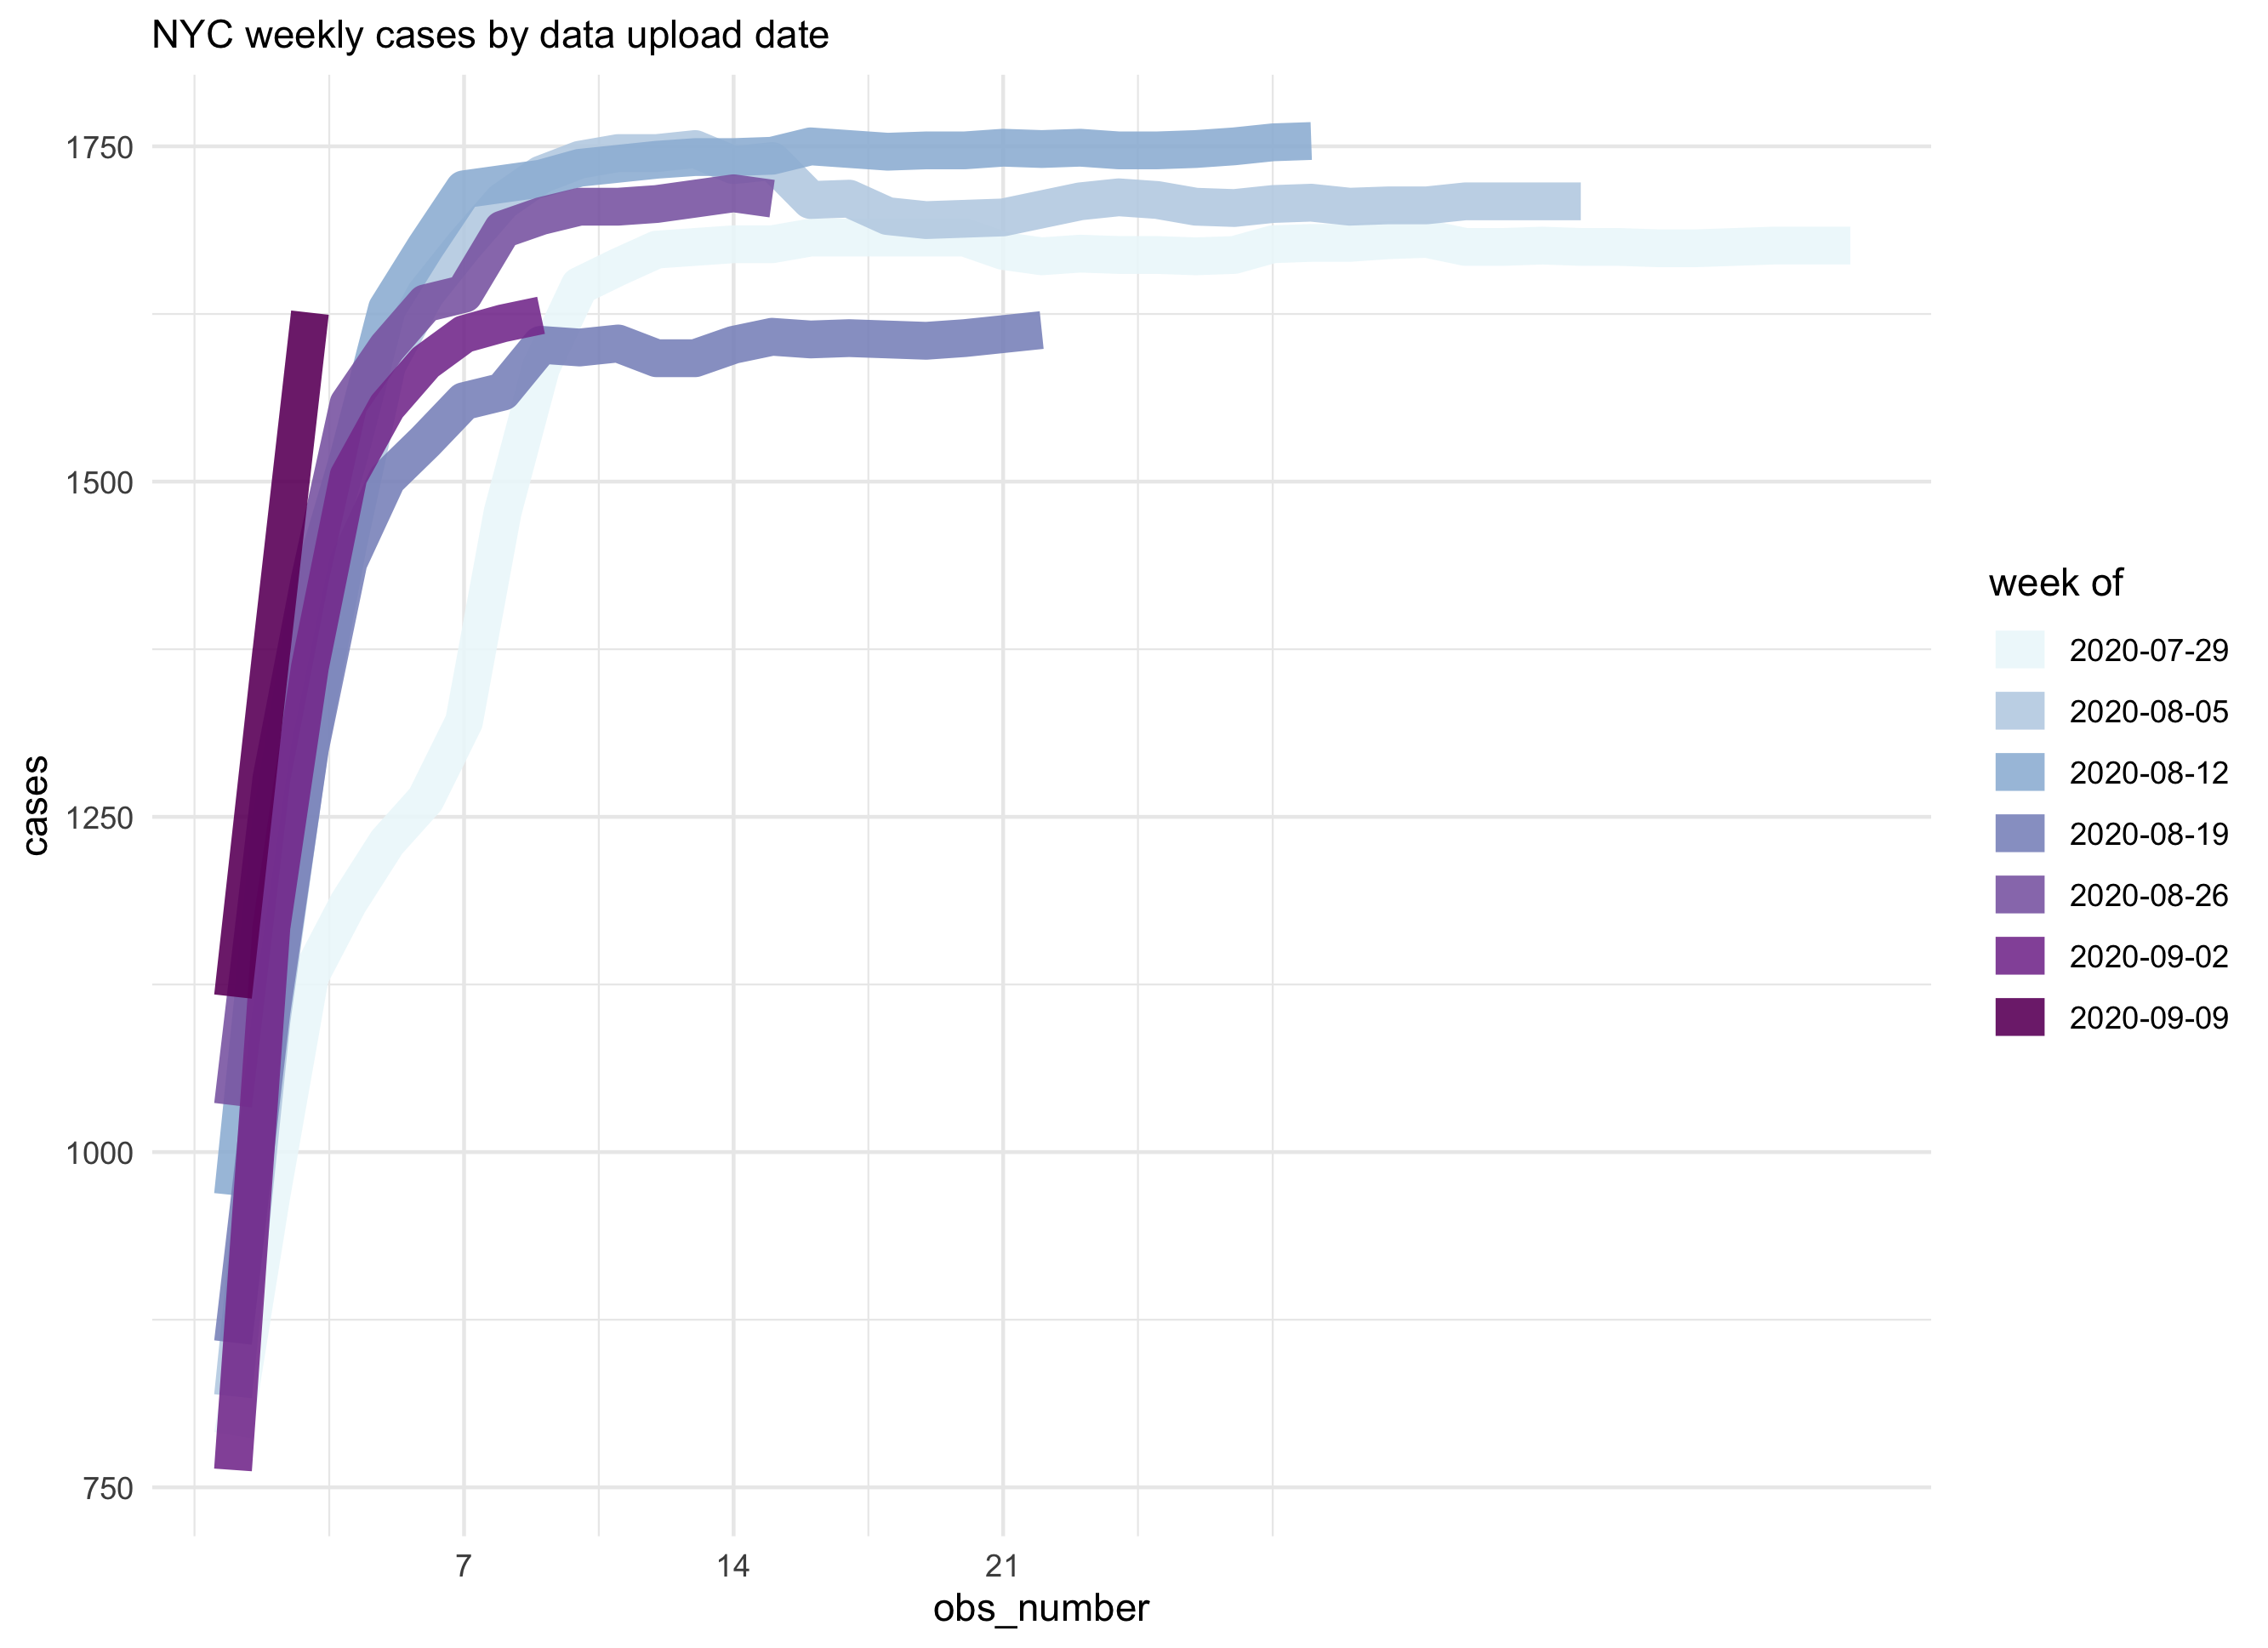 NYC weekly cases by data upload date
1750
1500
1250
1000
750
cases
7 14 21
obs_number
week of
2020-07-29
2020-08-05
2020-08-12
2020-08-19
2020-08-26
2020-09-02
2020-09-09